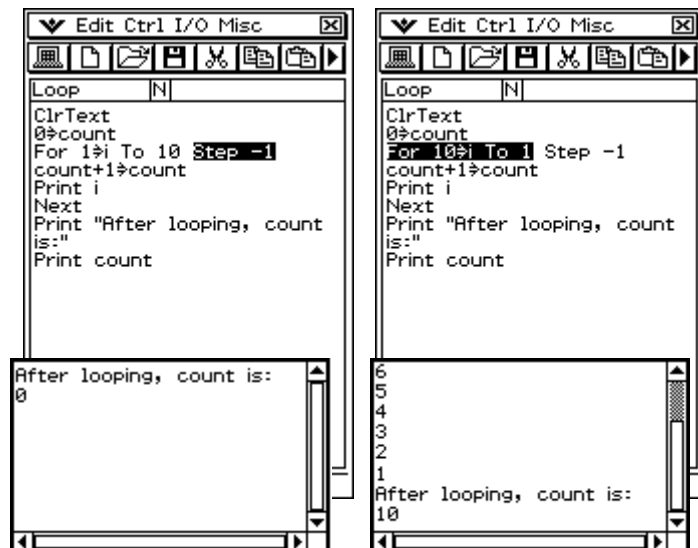 Edit Ctrl I/O Misc
Loop N
ClrText
0⇒count
For 1⇒i To 10 Step -1
count+1⇒count
Print i
Next
Print "After looping, count
is:"
Print count
After looping, count is:
0
Edit Ctrl I/O Misc
Loop N
ClrText
0⇒count
For 10⇒i To 1 Step -1
count+1⇒count
Print i
Next
Print "After looping, count
is:"
Print count
6
5
4
3
2
1
After looping, count is:
10